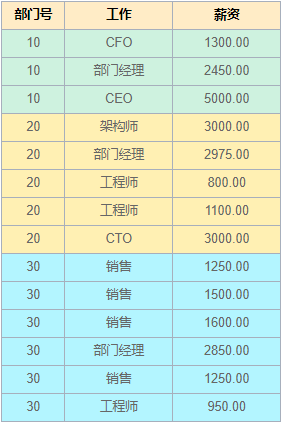 部门号 工作 薪资
10 CFO 1300.00
10 部门经理 2450.00
10 CEO 5000.00
20 架构师 3000.00
20 部门经理 2975.00
20 工程师 800.00
20 工程师 1100.00
20 CTO 3000.00
30 销售 1250.00
30 销售 1500.00
30 销售 1600.00
30 部门经理 2850.00
30 销售 1250.00
30 工程师 950.00